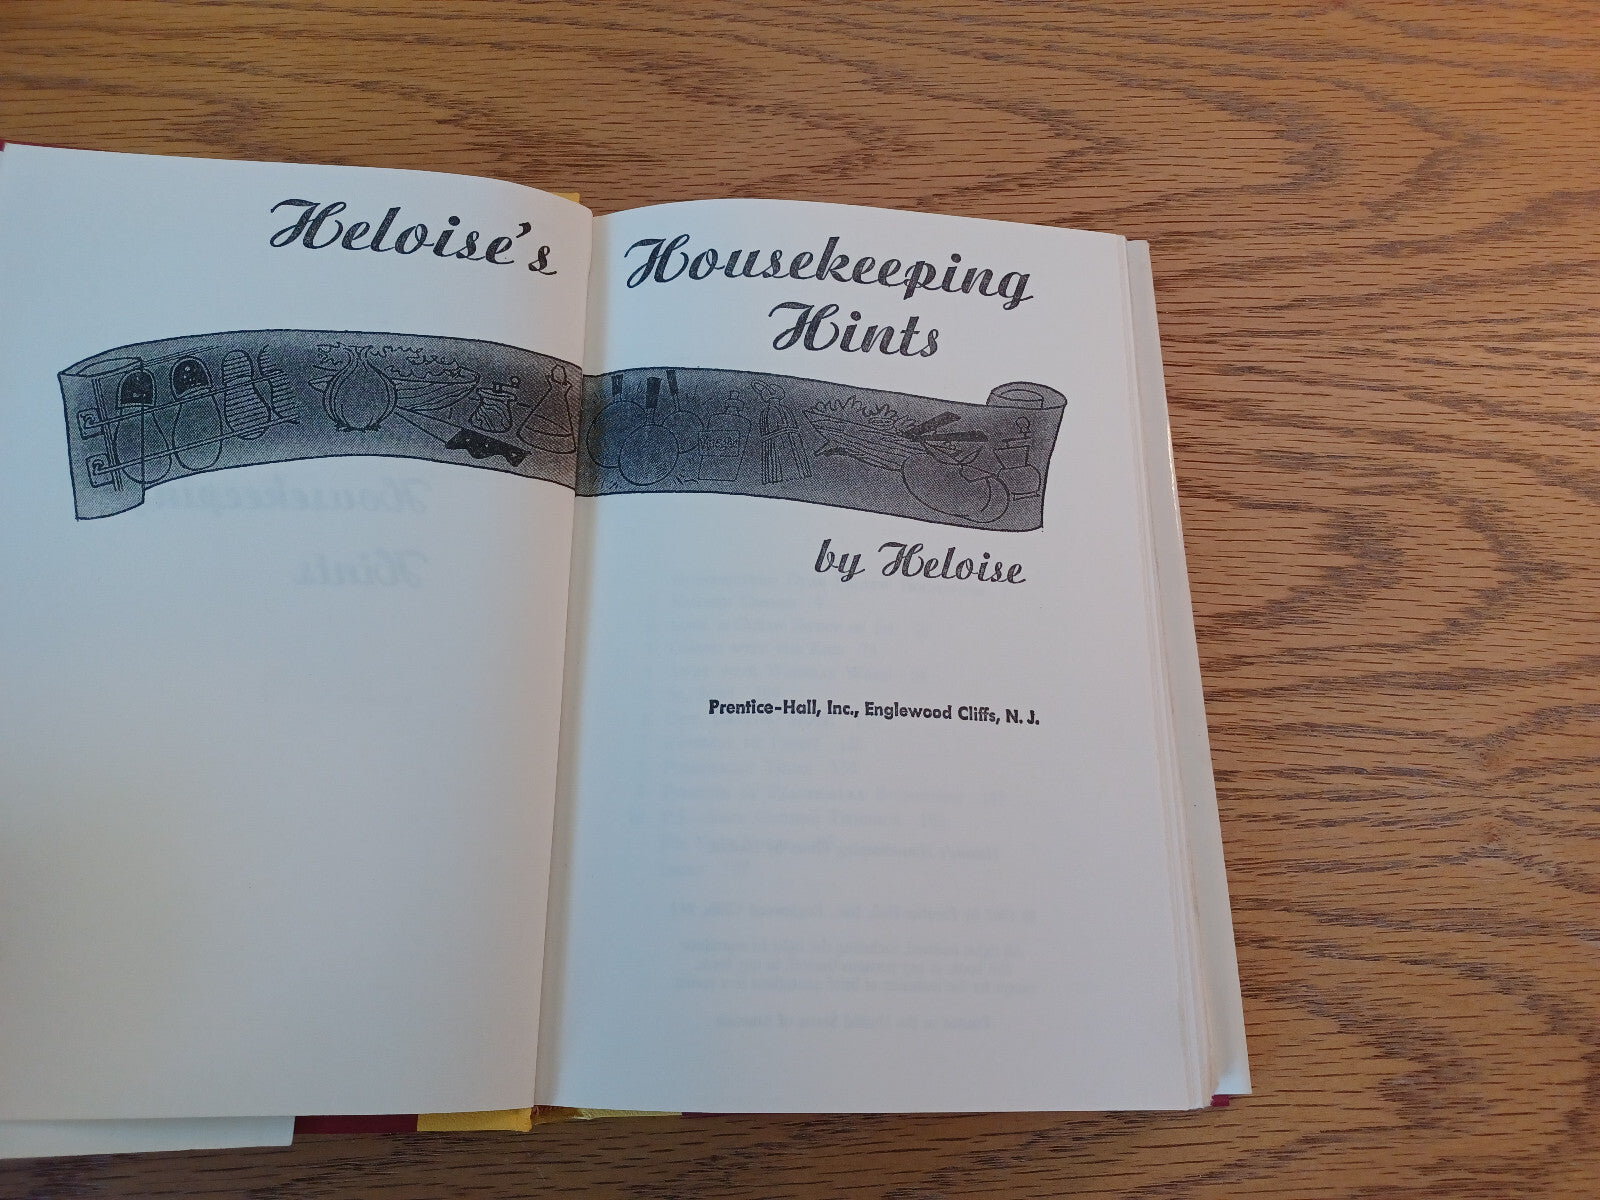 Heloise's
Housekeeping
Hints
by Heloise
Prentice-Hall, Inc., Englewood Cliffs, N. J.